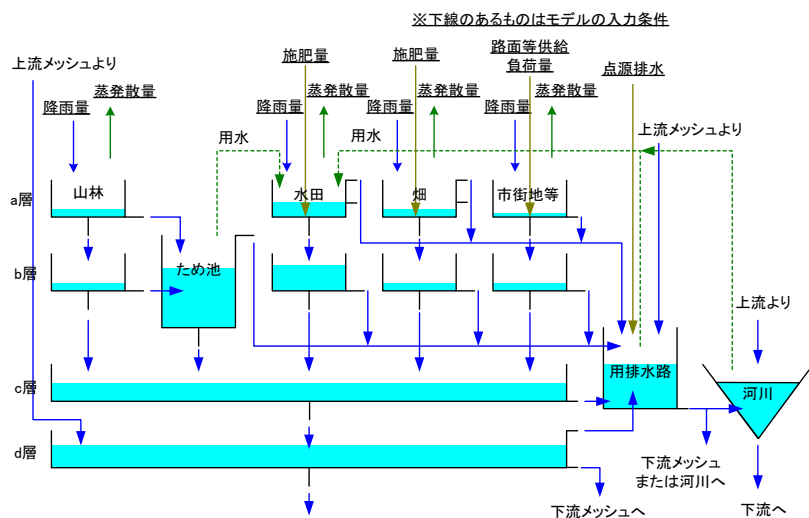 ※下線のあるものはモデルの入力条件
上流メッシュより
施肥量
施肥量
路面等供給
負荷量
点源排水
降雨量
蒸発散量
降雨量
蒸発散量
降雨量
蒸発散量
降雨量
蒸発散量
用水
用水
上流メッシュより
a層
山林
水田
畑
市街地等
b層
ため池
上流より
c層
用排水路
河川
d層
下流メッシュへ
下流メッシュ
または河川へ
下流へ